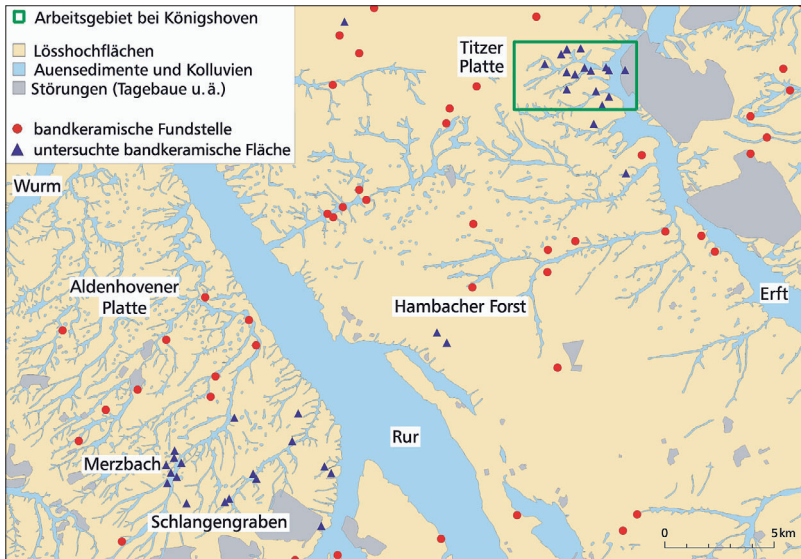 Arbeitsgebiet bei Königshoven
Lösshochflächen
Auensedimente und Kolluvien
Störungen (Tagebaue u. ä.)
bandkeramische Fundstelle
untersuchte bandkeramische Fläche
Titzer
Platte
Wurm
Aldenhovener
Platte
Hambacher Forst
Erft
Rur
Merzbach
Schlangengraben
0 5 km